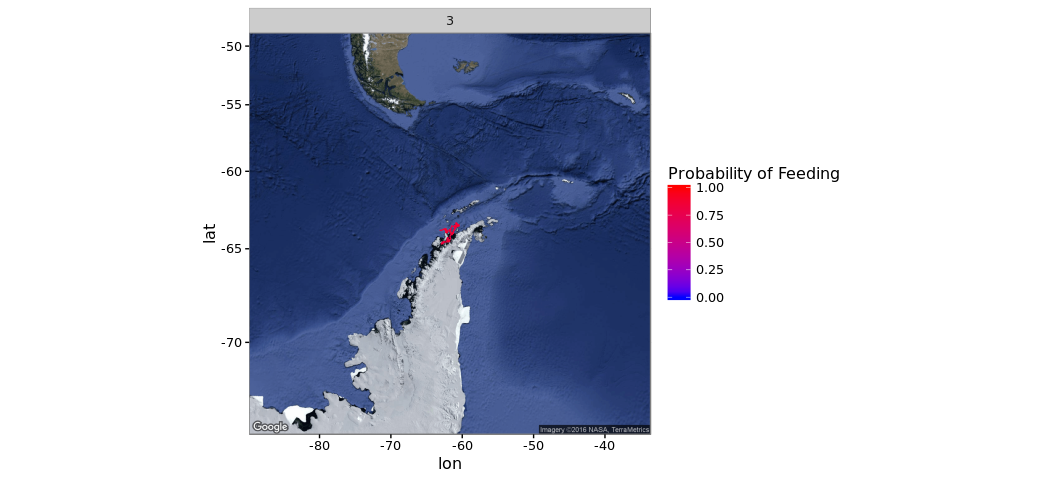 3
-50
-55
-60
-65
-70
lat
-80 -70 -60 -50 -40
lon
Google
Imagery ©2016 NASA, TerraMetrics
Probability of Feeding
1.00
0.75
0.50
0.25
0.00